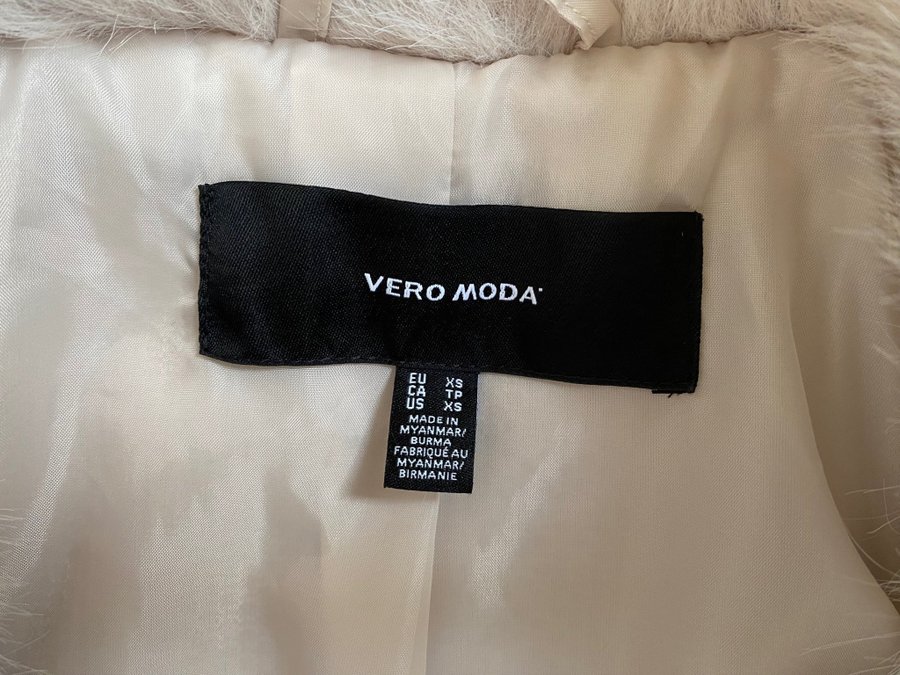 VERO MODA
EU XS
CA TP
US XS
MADE IN
MYANMAR/
BURMA
FABRIQUÉ AU
MYANMAR/
BIRMANIE